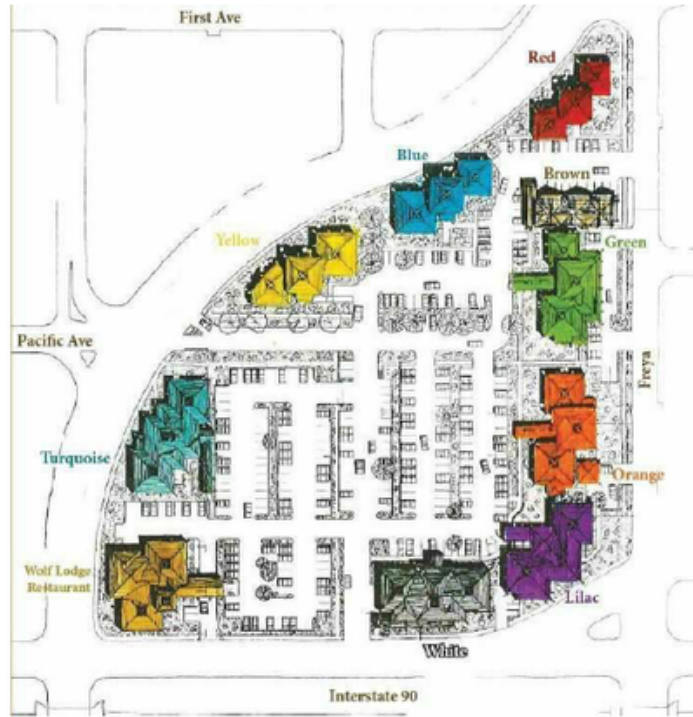 First Ave
Red
Blue
Brown
Yellow
Green
Pacific Ave
Freya
Turquoise
Orange
Wolf Lodge
Restaurant
Lilac
White
Interstate 90